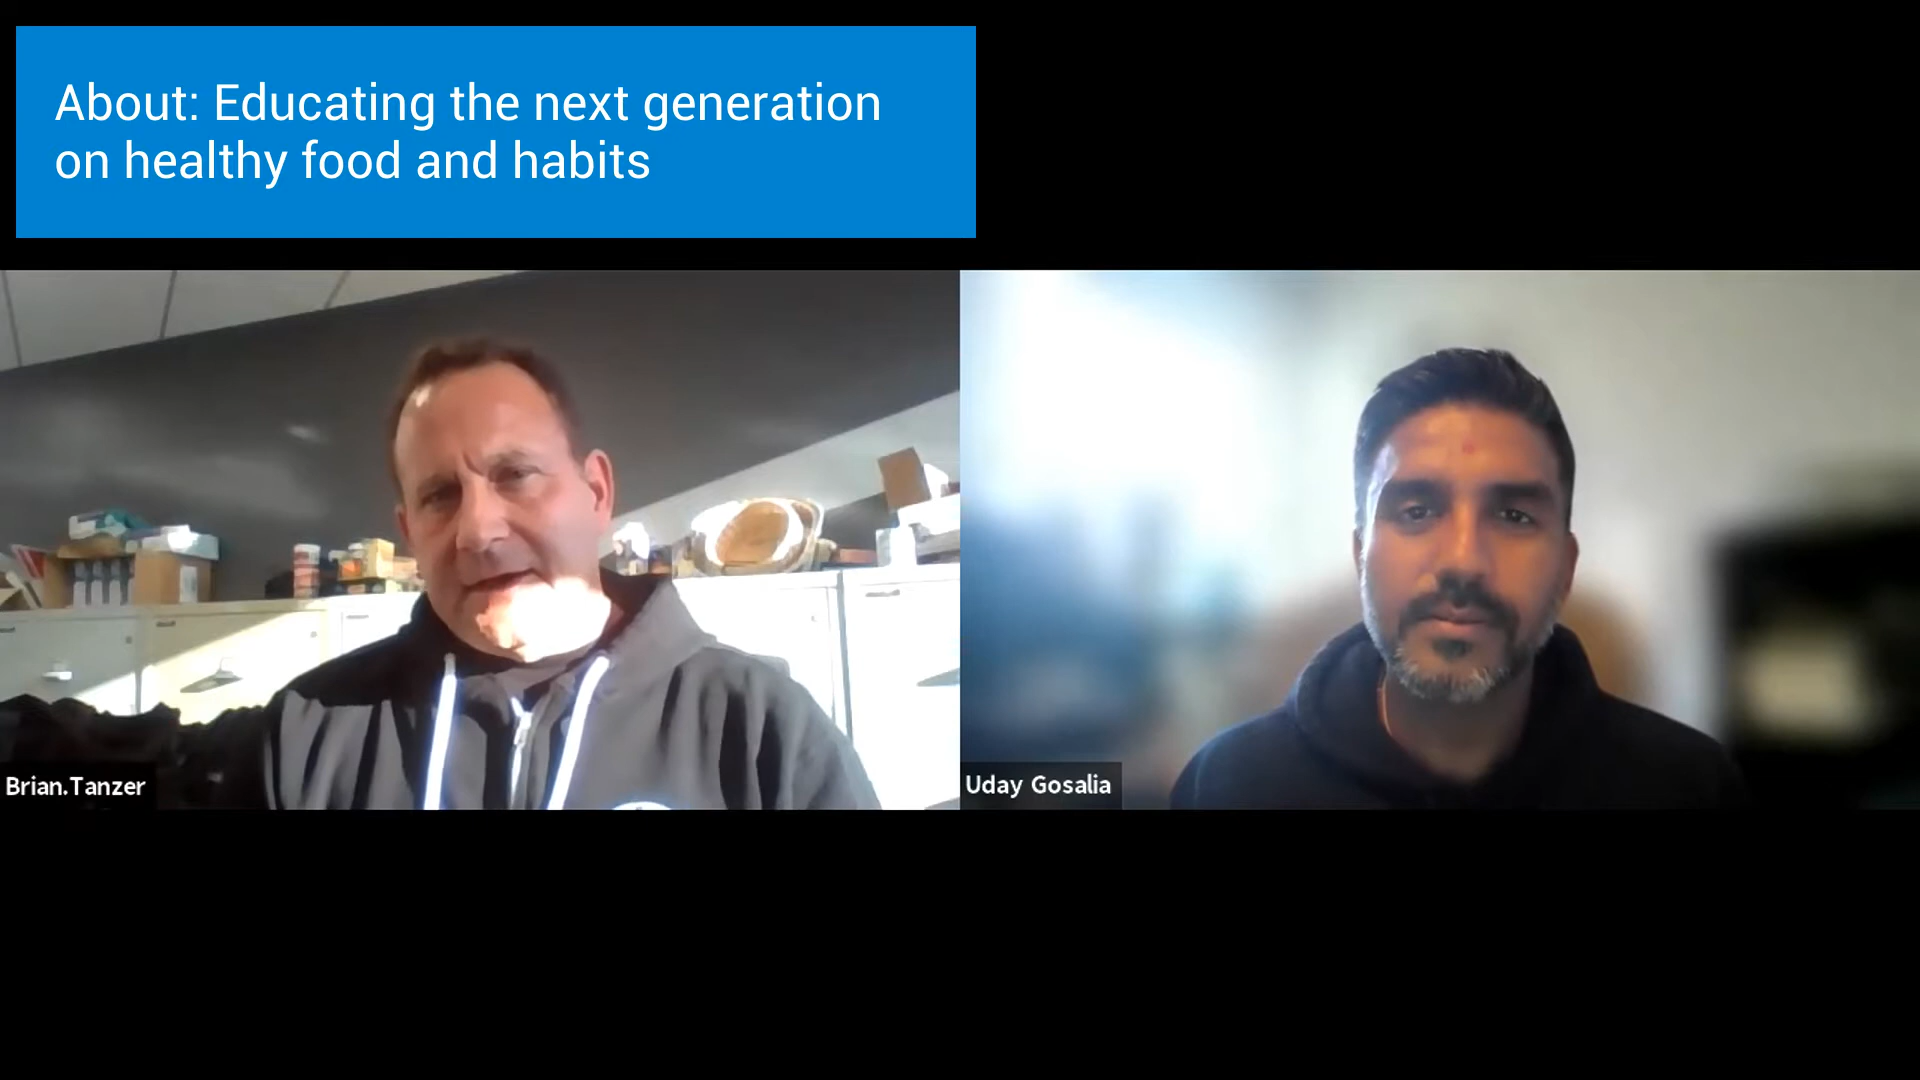 About: Educating the next generation
on healthy food and habits
Brian.Tanzer
Uday Gosalia